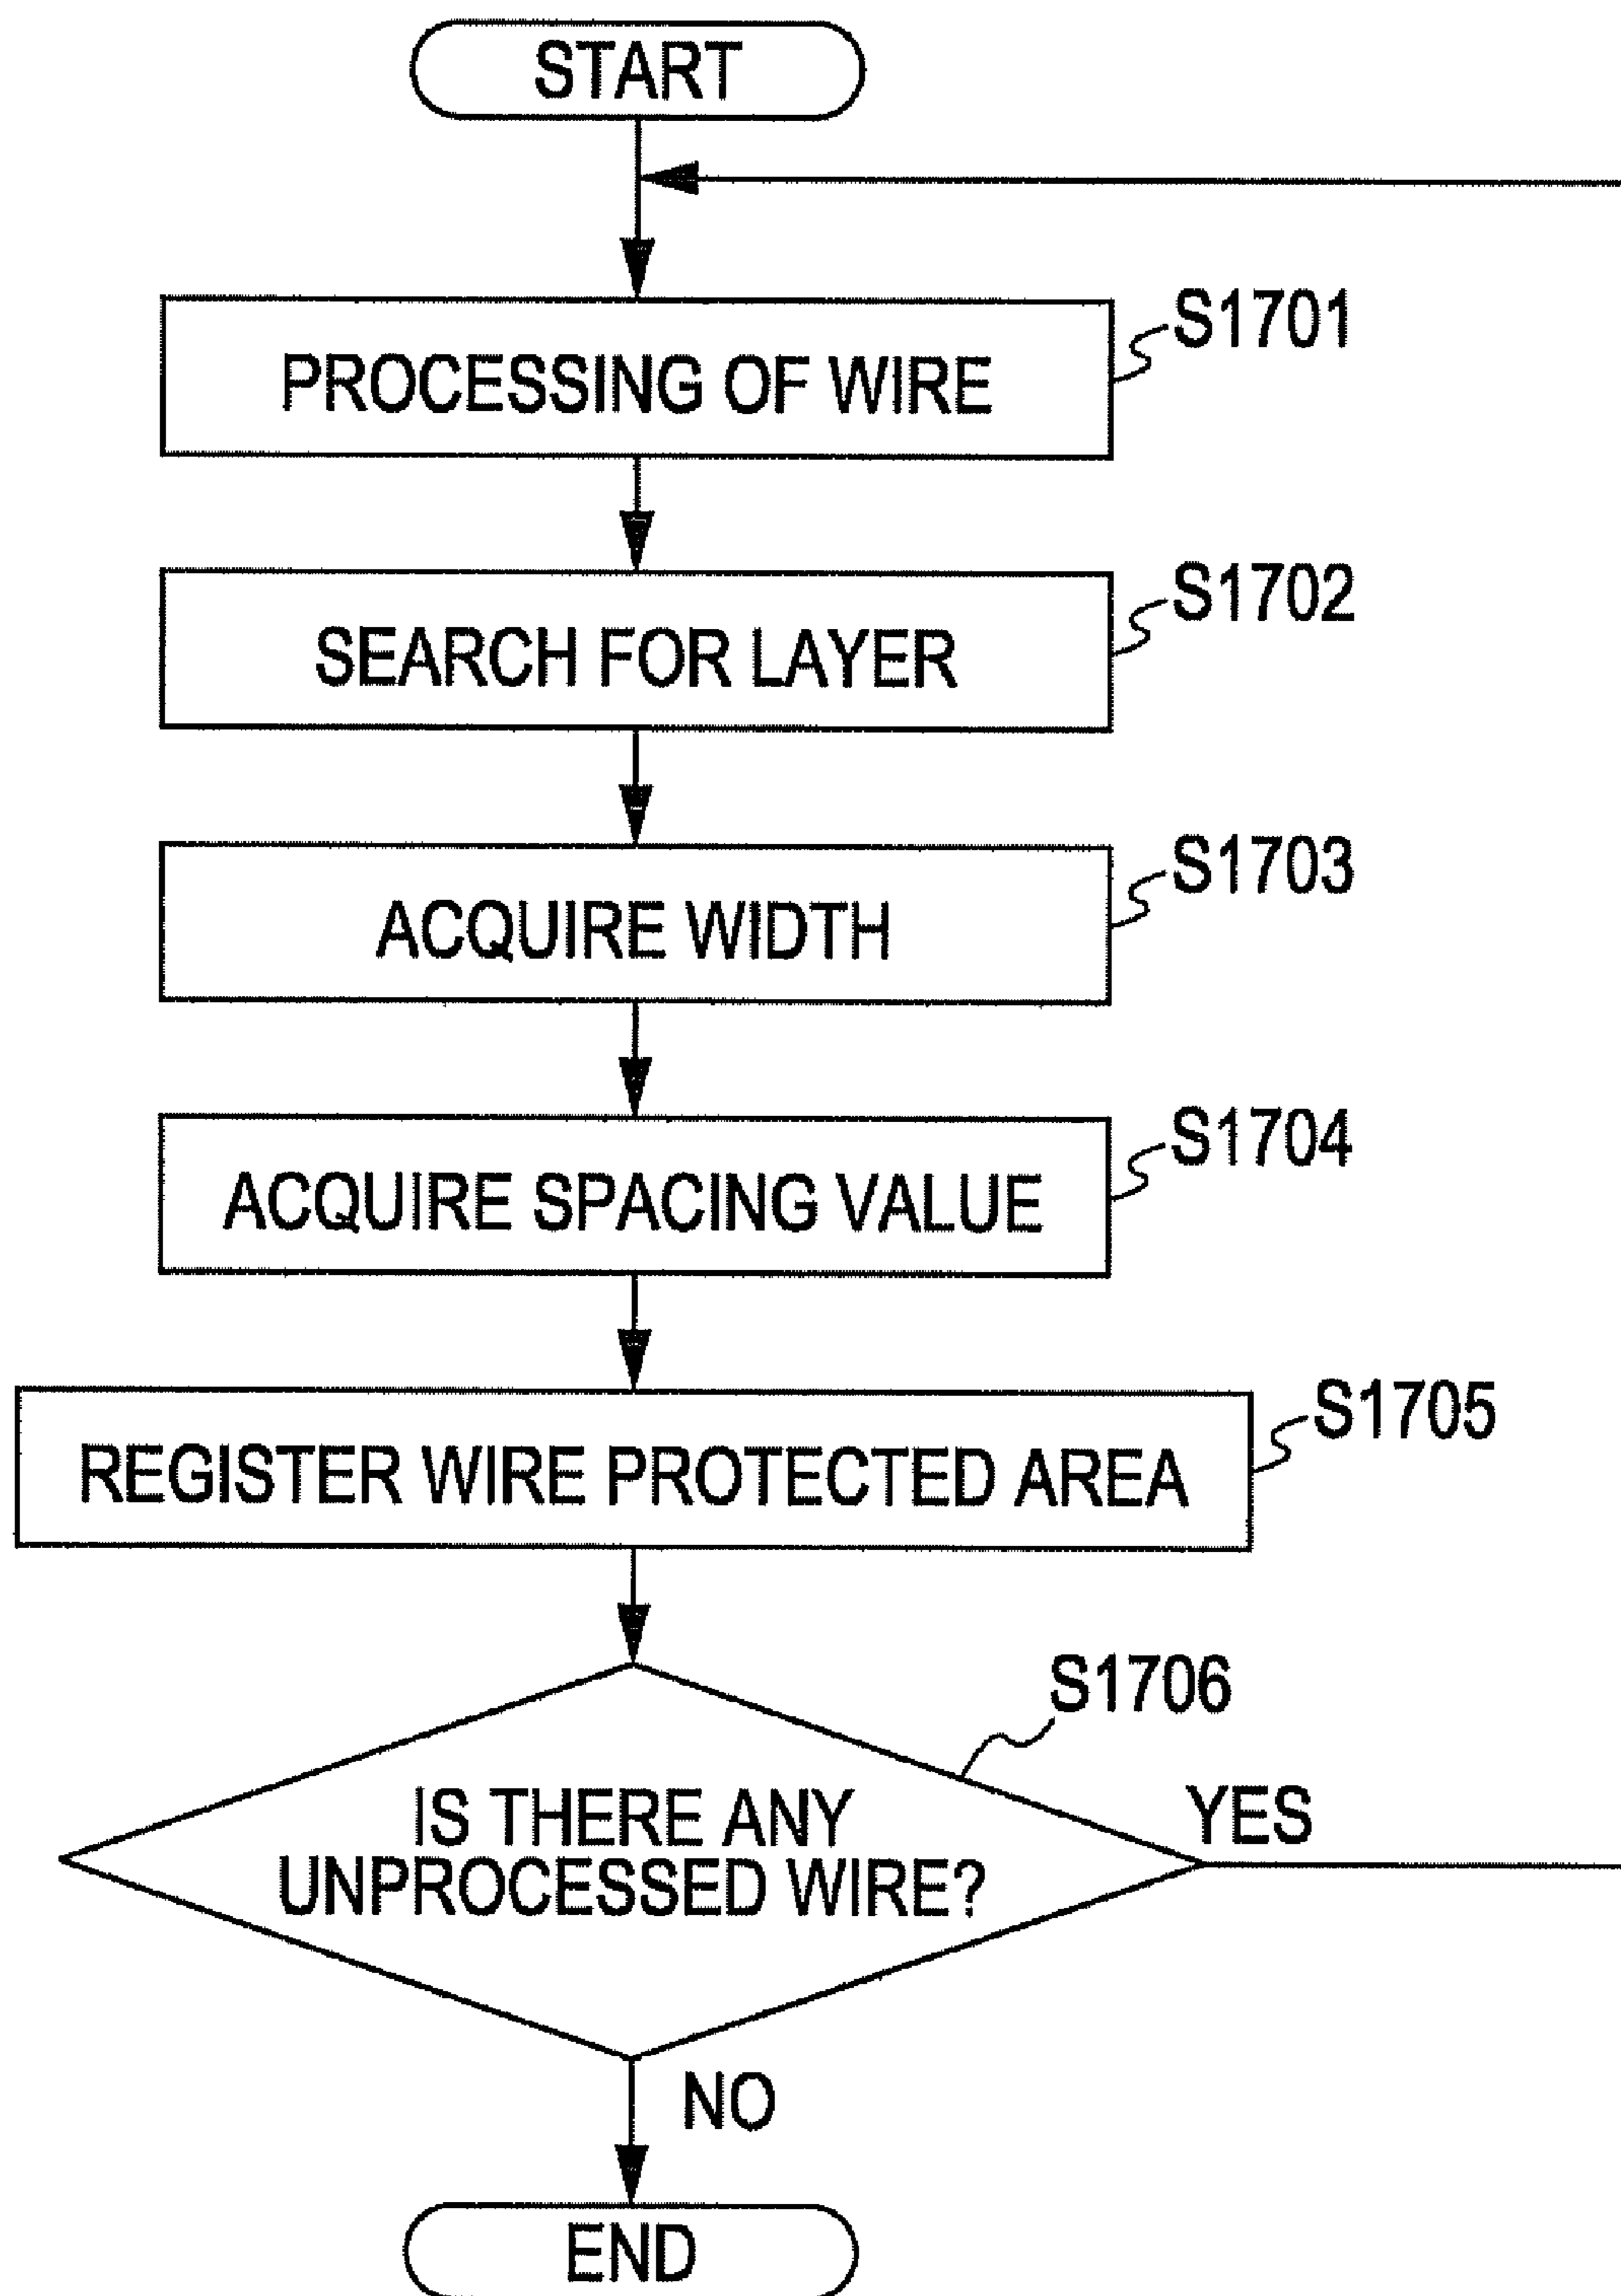 START
PROCESSING OF WIRE
S1701
SEARCH FOR LAYER
S1702
ACQUIRE WIDTH
S1703
ACQUIRE SPACING VALUE
S1704
REGISTER WIRE PROTECTED AREA
S1705
S1706
IS THERE ANY
UNPROCESSED WIRE?
YES
NO
END